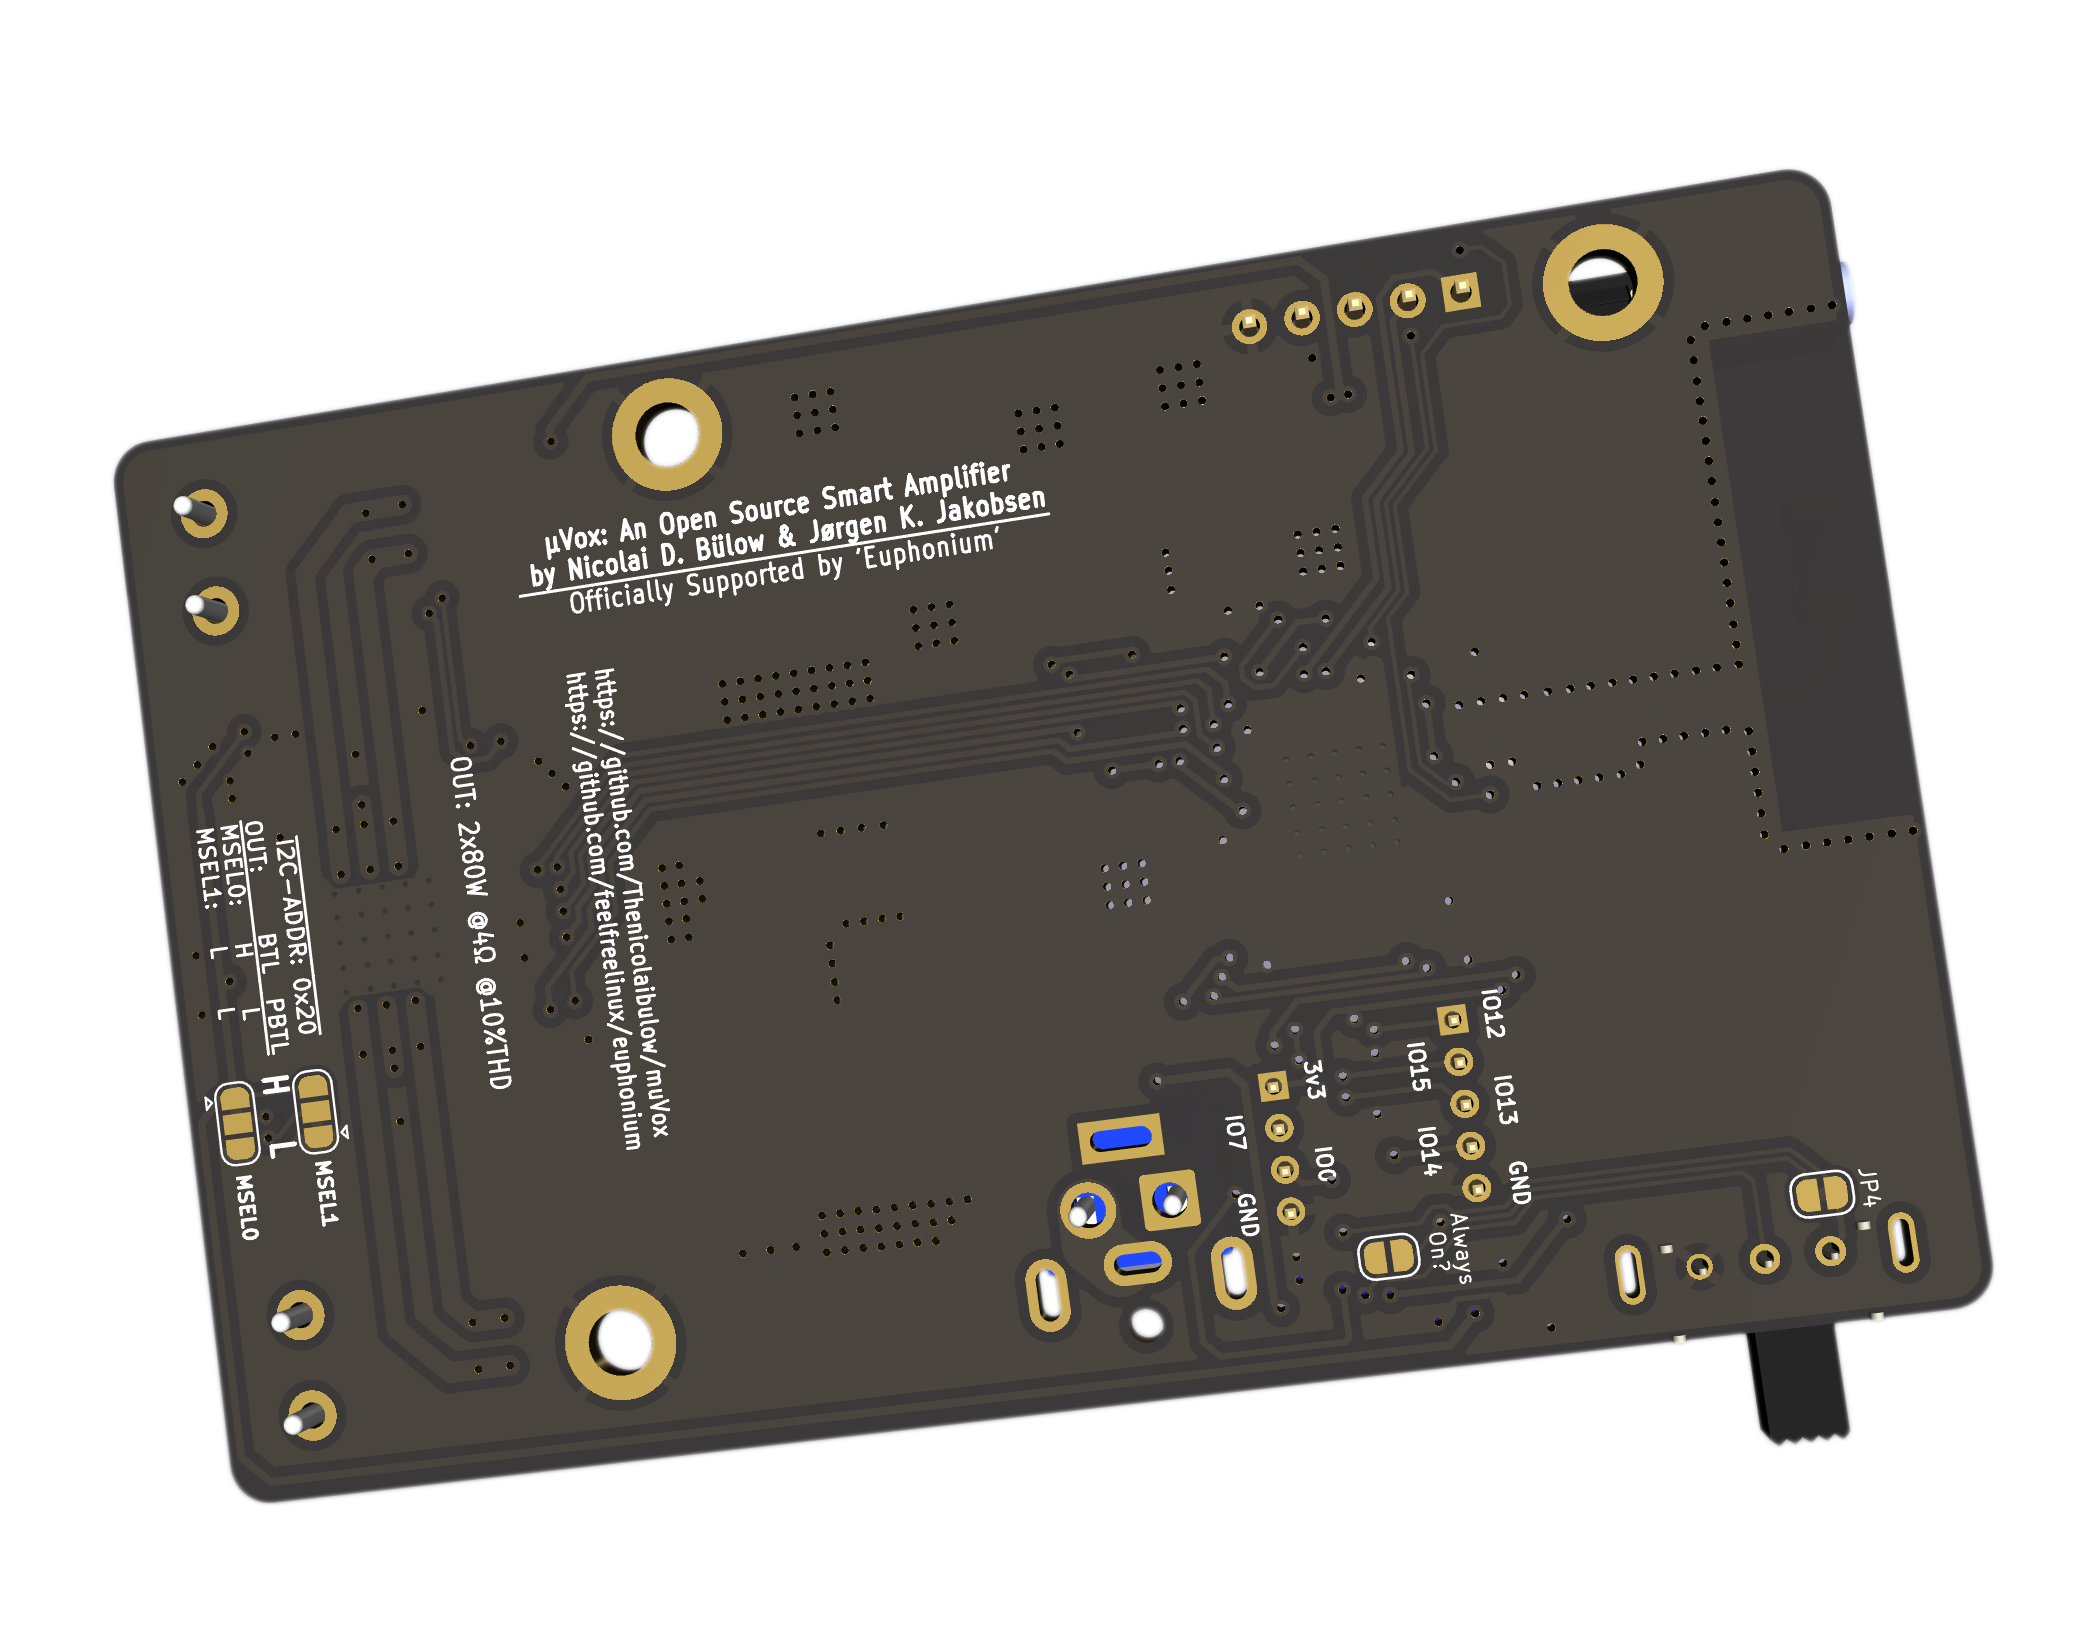 µVox: An Open Source Smart Amplifier
by Nicolai D. Bülow & Jørgen K. Jakobsen
Officially Supported by 'Euphonium'
https://github.com/Thenicolaibulow/muVox
https://github.com/feelfreelinux/euphonium
OUT: 2x80W @4Ω @10%THD
I2C-ADDR: 0x20
OUT: BTL PBTL
MSEL0: H L
MSEL1: L L
H L
MSEL1
MSEL0
IO12
IO15
IO13
IO14
GND
3v3
IO7
IO0
GND
Always
On?
JP4